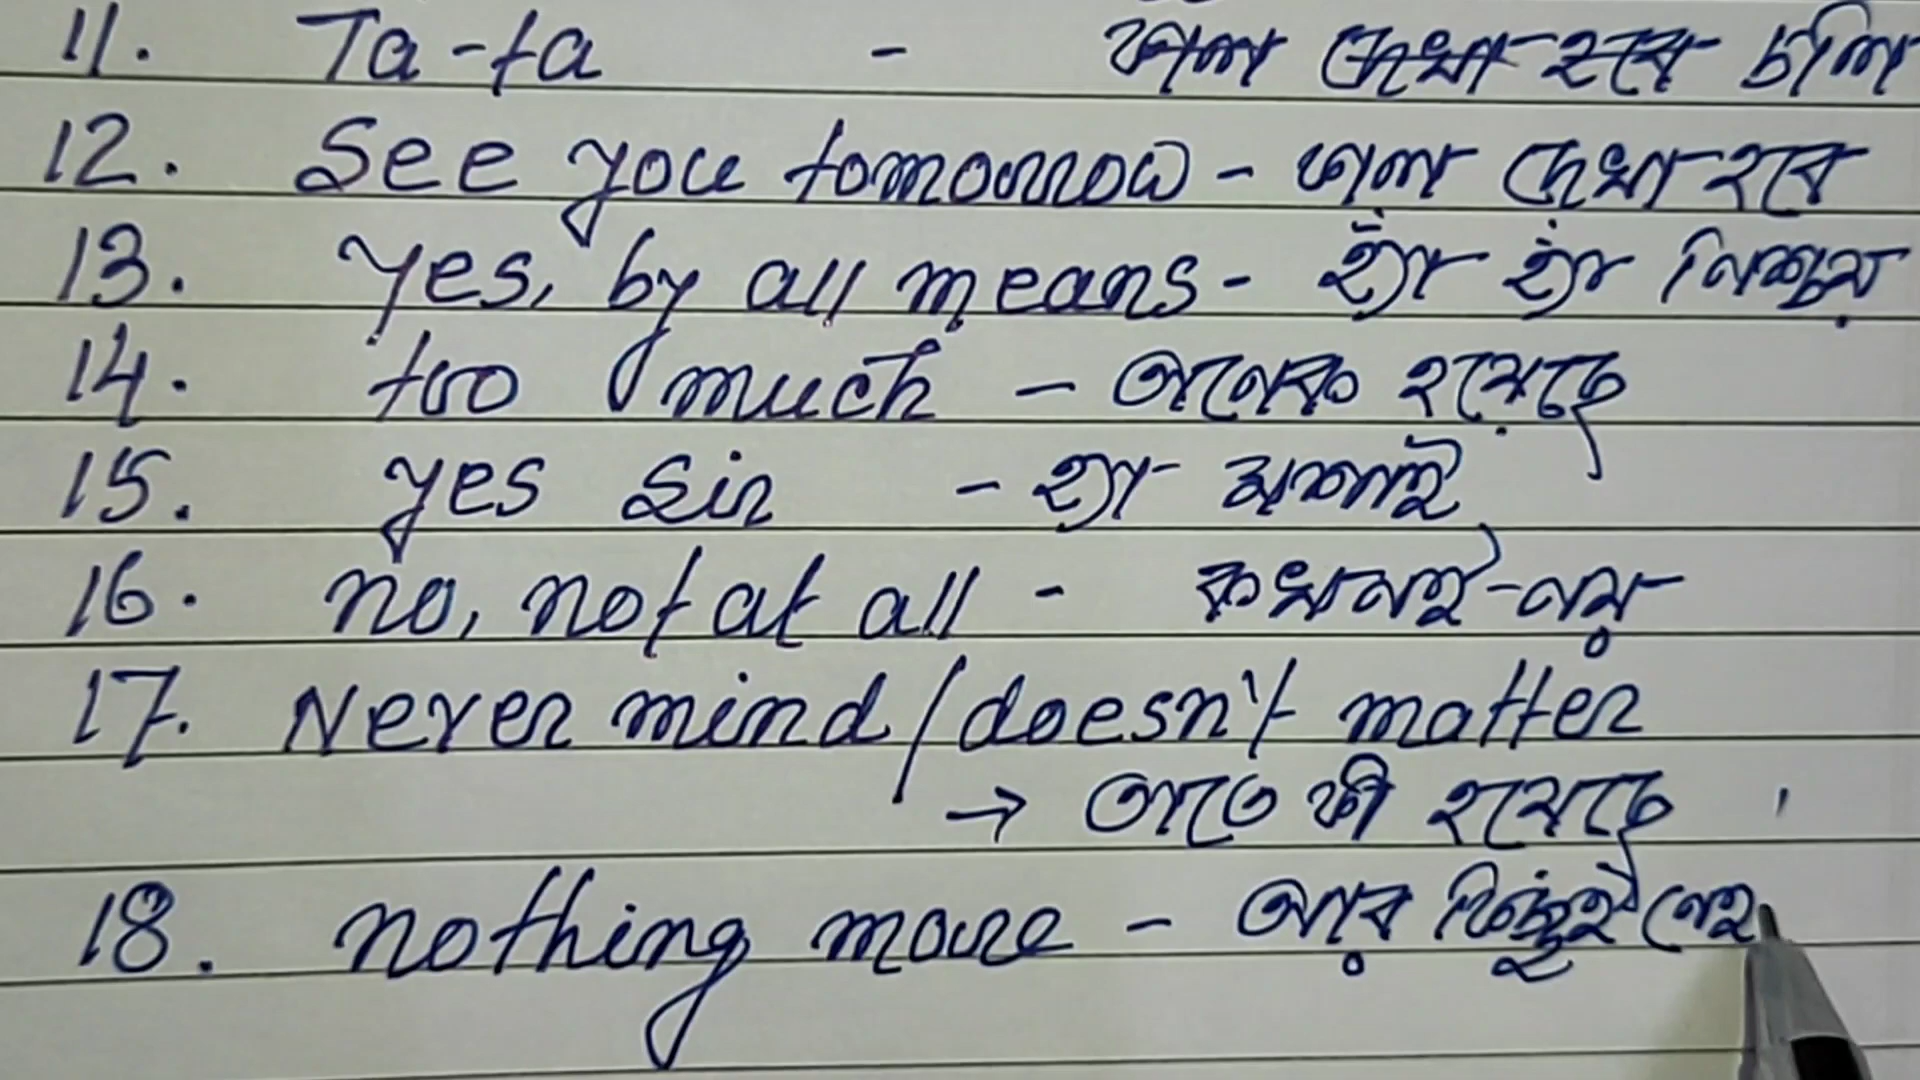 11. Ta-ta - কাল দেখা হবে চলি
12. See you tomorrow - কাল দেখা হবে
13. Yes, by all means - হ্যাঁ হ্যাঁ নিশ্চয়
14. too much - অনেক হয়েছে
15. yes sir - হ্যা মশাই
16. no, not at all - কখনই-নয়
17. Never mind/doesn't matter
→ তাতে কী হয়েছে
18. nothing more - আর কিছুই নেই